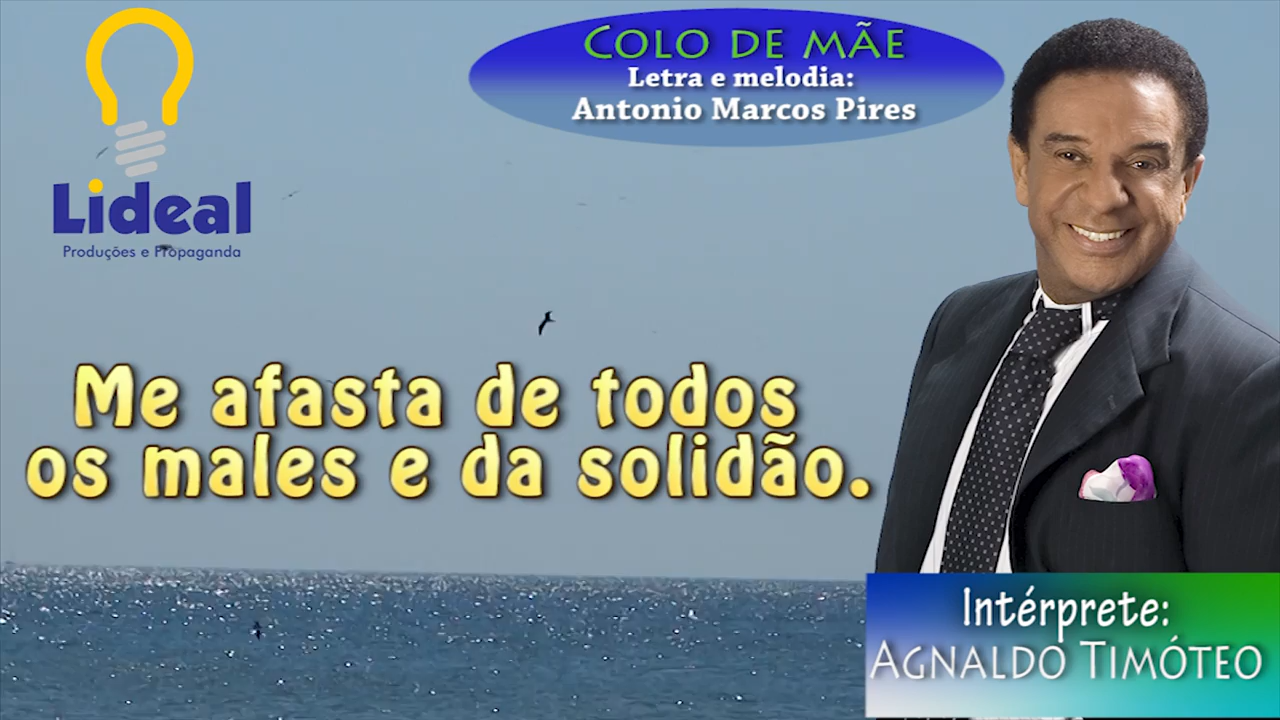 Lideal
Produções e Propaganda
COLO DE MÃE
Letra e melodia:
Antonio Marcos Pires
Me afasta de todos
os males e da solidão.
Intérprete:
AGNALDO TIMÓTEO